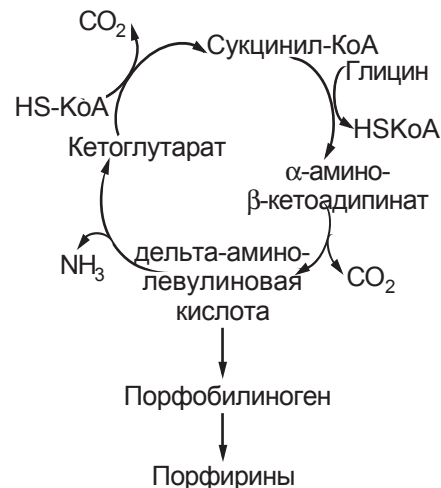 CO₂
Сукцинил-КоА
Глицин
HS-KoA
HSKoA
Кетоглутарат
α-амино-
β-кетоадипинат
NH₃
дельта-амино-
левулиновая
кислота
CO₂
Порфобилиноген
Порфирины